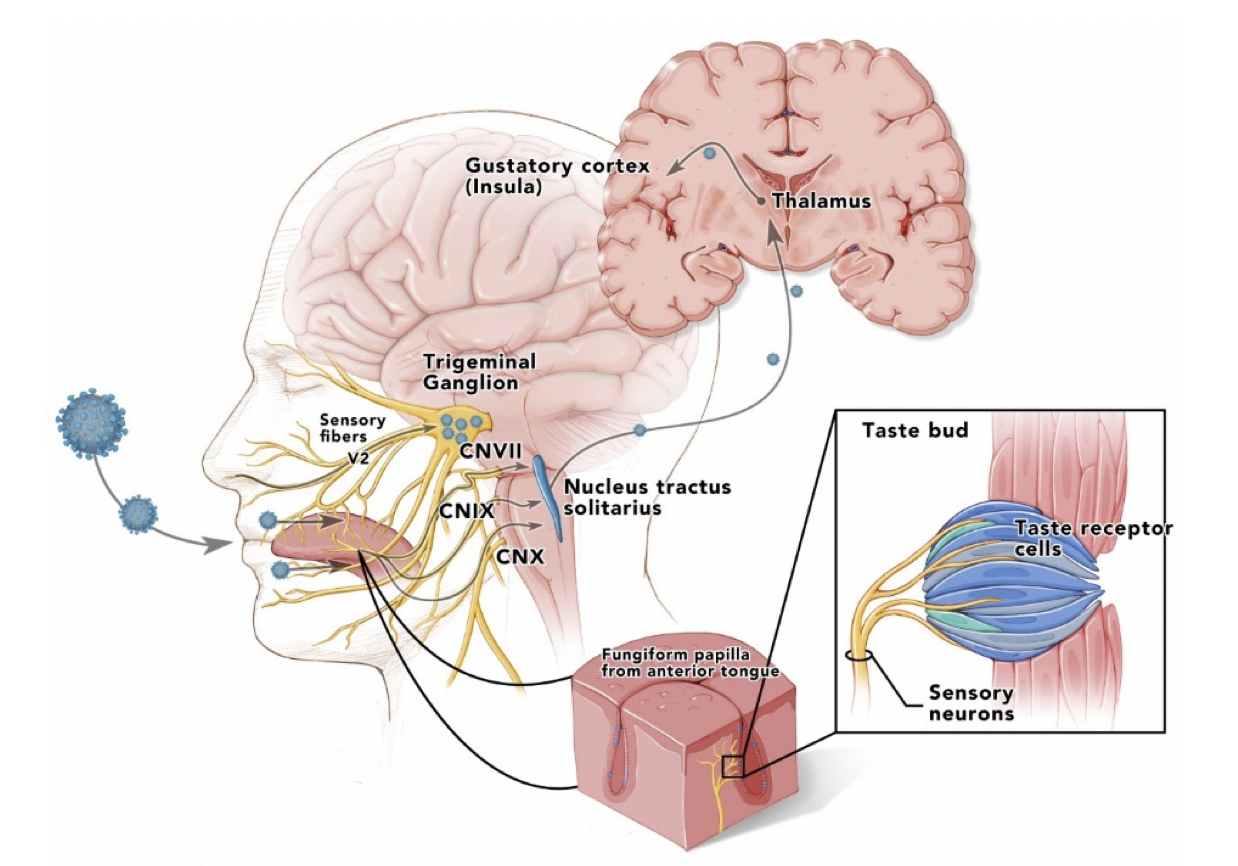 Gustatory cortex
(Insula)
Thalamus
Trigeminal
Ganglion
Sensory
fibers
V2
CNVII
Nucleus tractus
solitarius
CNIX
CNX
Taste bud
Taste receptor
cells
Sensory
neurons
Fungiform papilla
from anterior tongue